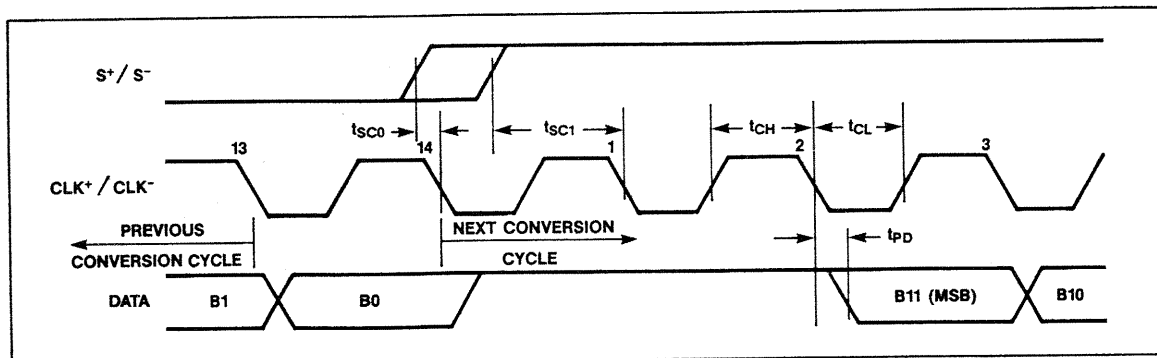 S+ / S-
tSC0
tSC1
tCH
tCL
13
14
1
2
3
CLK+ / CLK-
PREVIOUS
CONVERSION CYCLE
NEXT CONVERSION
CYCLE
tPD
DATA
B1
B0
B11 (MSB)
B10